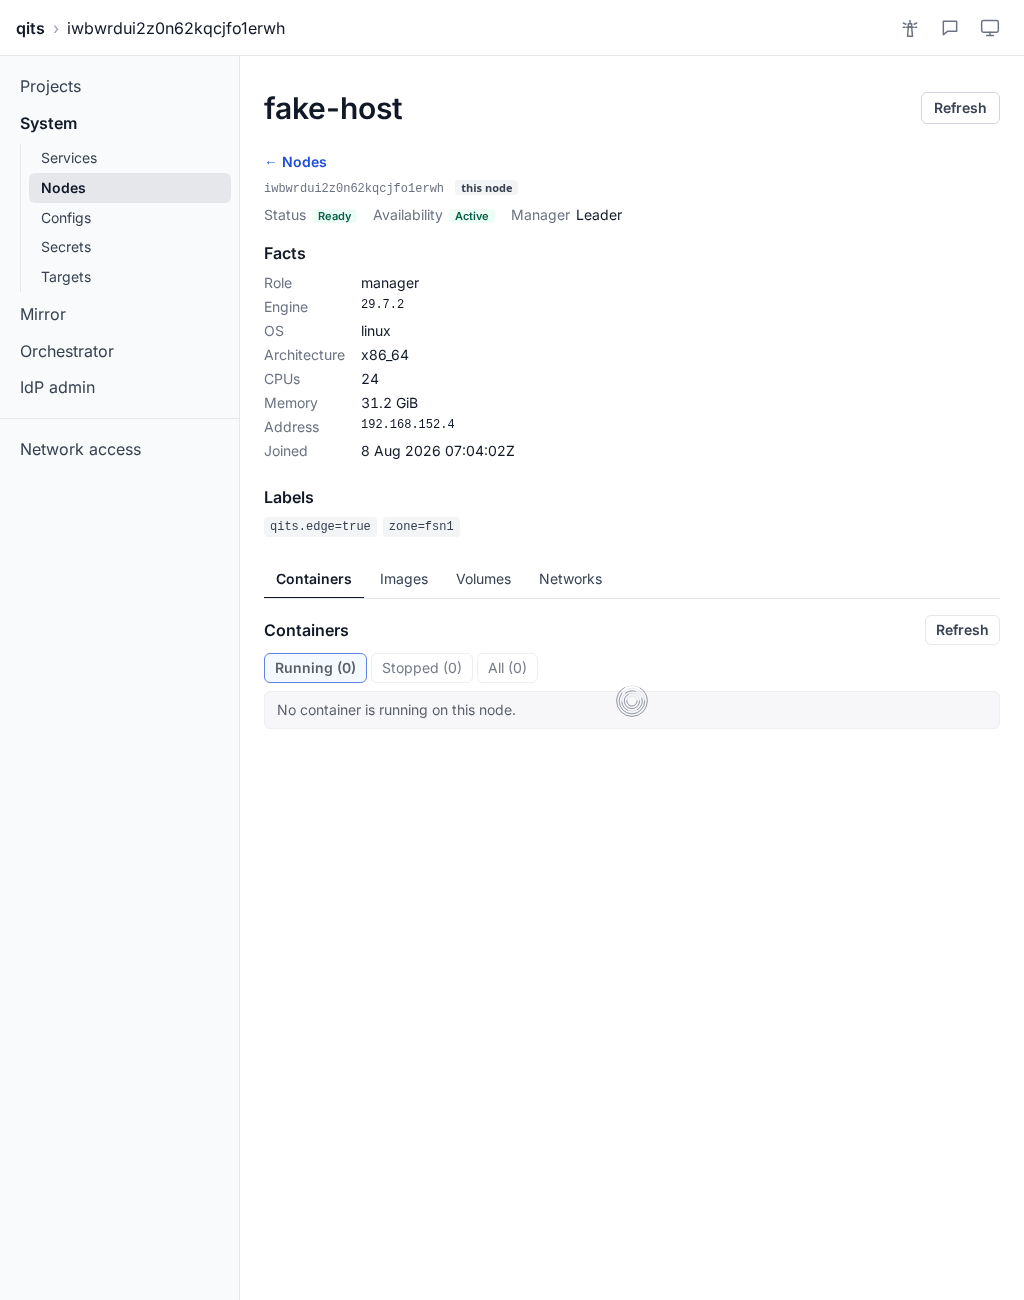 qits › iwbwrdui2z0n62kqcjfo1erwh
Projects
System
Services
Nodes
Configs
Secrets
Targets
Mirror
Orchestrator
IdP admin
Network access
fake-host
Refresh
← Nodes
iwbwrdui2z0n62kqcjfo1erwh this node
Status Ready Availability Active Manager Leader
Facts
Role manager
Engine 29.7.2
OS linux
Architecture x86_64
CPUs 24
Memory 31.2 GiB
Address 192.168.152.4
Joined 8 Aug 2026 07:04:02Z
Labels
qits.edge=true zone=fsn1
Containers Images Volumes Networks
Containers
Refresh
Running (0) Stopped (0) All (0)
No container is running on this node.